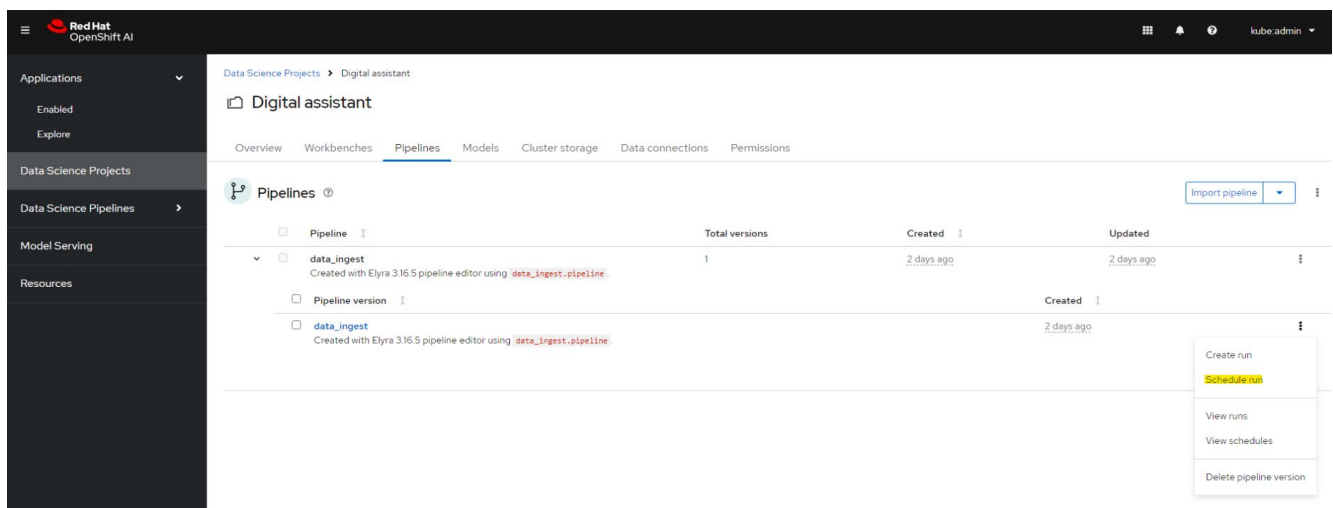 Red Hat
OpenShift AI
kube:admin
Applications
Enabled
Explore
Data Science Projects
Data Science Pipelines
Model Serving
Resources
Data Science Projects > Digital assistant
Digital assistant
Overview Workbenches Pipelines Models Cluster storage Data connections Permissions
Pipelines
Import pipeline
Pipeline Total versions Created Updated
data_ingest 1 2 days ago 2 days ago
Created with Elyra 3.16.5 pipeline editor using data_ingest.pipeline.
Pipeline version Created
data_ingest 2 days ago
Created with Elyra 3.16.5 pipeline editor using data_ingest.pipeline.
Create run
Schedule run
View runs
View schedules
Delete pipeline version